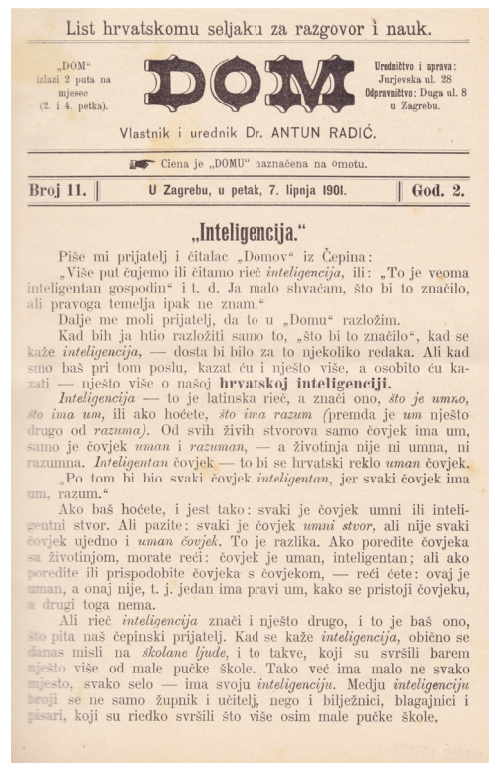 List hrvatskomu seljaku za razgovor i nauk.
„DOM“
izlazi 2 puta na
mjesec
(2. i 4. petka).
DOM
Uredničtvo i uprava:
Jurjevska ul. 28
Odpravničtvo: Duga ul. 8
u Zagrebu.
Vlastnik i urednik Dr. ANTUN RADIĆ.
Ciena je „DOMU“ naznačena na omotu.
Broj 11.
U Zagrebu, u petak, 7. lipnja 1901.
God. 2.
„Inteligencija.“
Piše mi prijatelj i čitalac „Domov“ iz Čepina:
„Više put čujemo ili čitamo rieč inteligencija, ili: „To je veoma
inteligentan gospodin“ i t. d. Ja malo shvaćam, što bi to značilo,
ali pravoga temelja ipak ne znam.“
Dalje me moli prijatelj, da to u „Domu“ razložim.
Kad bih ja htio razložiti samo to, „što bi to značilo“, kad se
kaže inteligencija, — dosta bi bilo za to njekoliko redaka. Ali kad
smo baš pri tom poslu, kazat ću i nješto više, a osobito ću ka-
zati — nješto više o našoj hrvatskoj inteligenciji.
Inteligencija — to je latinska rieč, a znači ono, što je umno,
što ima um, ili ako hoćete, što ima razum (premda je um nješto
drugo od razuma). Od svih živih stvorova samo čovjek ima um,
samo je čovjek uman i razuman, — a životinja nije ni umna, ni
razumna. Inteligentan čovjek — to bi se hrvatski reklo uman čovjek.
„Po tom bi bio svaki čovjek inteligentan, jer svaki čovjek ima
um, razum.“
Ako baš hoćete, i jest tako: svaki je čovjek umni ili inteli-
gentni stvor. Ali pazite: svaki je čovjek umni stvor, ali nije svaki
čovjek ujedno i uman čovjek. To je razlika. Ako poredite čovjeka
sa životinjom, morate reći: čovjek je uman, inteligentan; ali ako
poredite ili prispodobite čovjeka s čovjekom, — reći ćete: ovaj je
uman, a onaj nije, t. j. jedan ima pravi um, kako se pristoji čovjeku,
a drugi toga nema.
Ali rieč inteligencija znači i nješto drugo, i to je baš ono,
što pita naš čepinski prijatelj. Kad se kaže inteligencija, obično se
danas misli na školane ljude, i to takve, koji su svršili barem
nješto više od male pučke škole. Tako već ima malo ne svako
mjesto, svako selo — ima svoju inteligenciju. Medju inteligenciju
broji se ne samo župnik i učitelj, nego i bilježnici, blagajnici i
pisari, koji su riedko svršili što više osim male pučke škole.